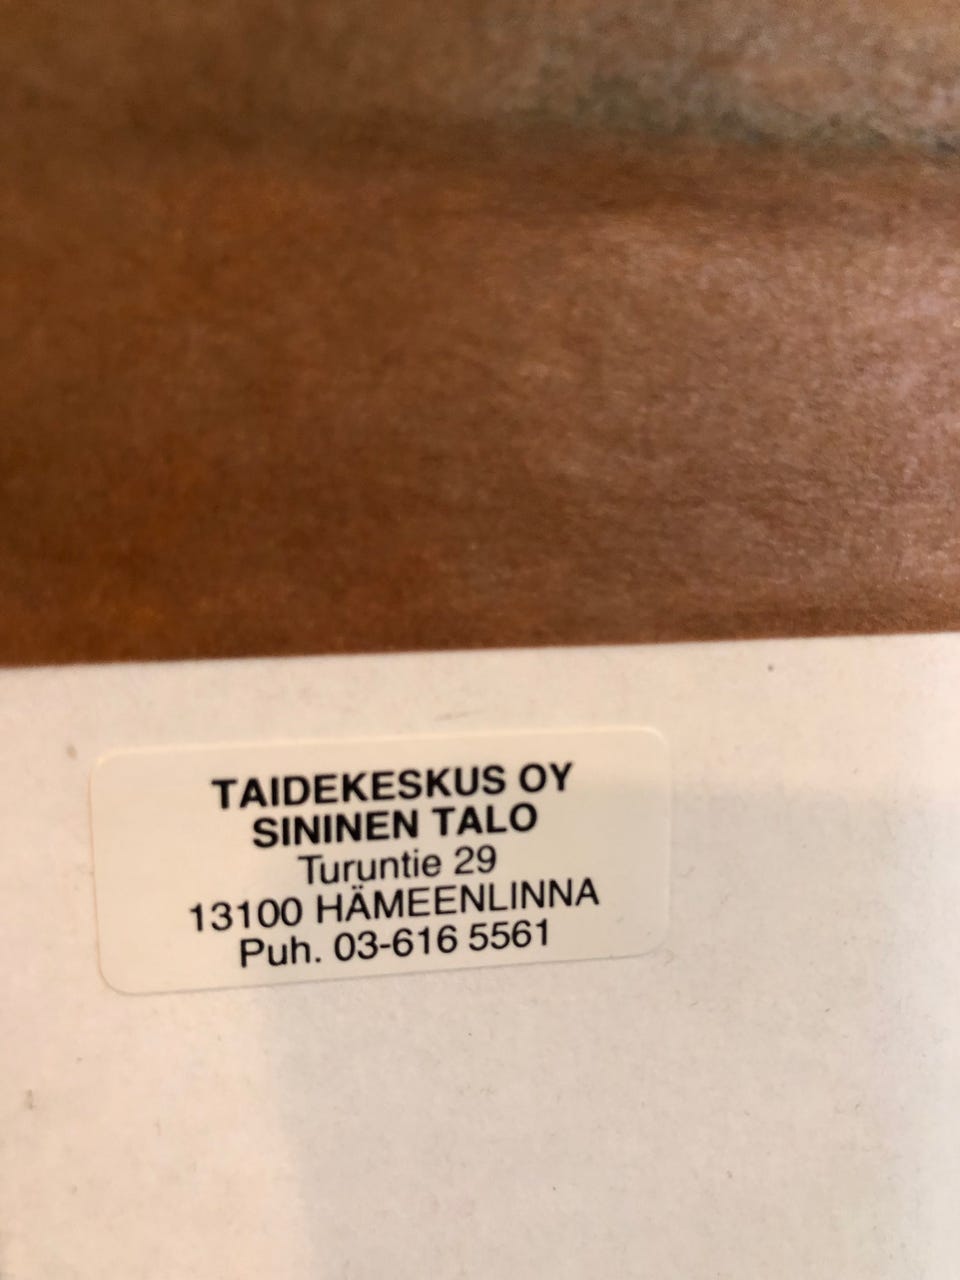 TAIDEKESKUS OY
SININEN TALO
Turuntie 29
13100 HÄMEENLINNA
Puh. 03-616 5561